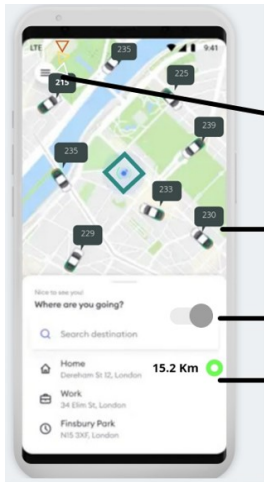 LTE
9:41
235
225
215
239
235
233
230
229
Nice to see you!
Where are you going?
Search destination
Home
15.2 Km
Dereham St 12, London
Work
34 Elim St, London
Finsbury Park
N15 3XF, London